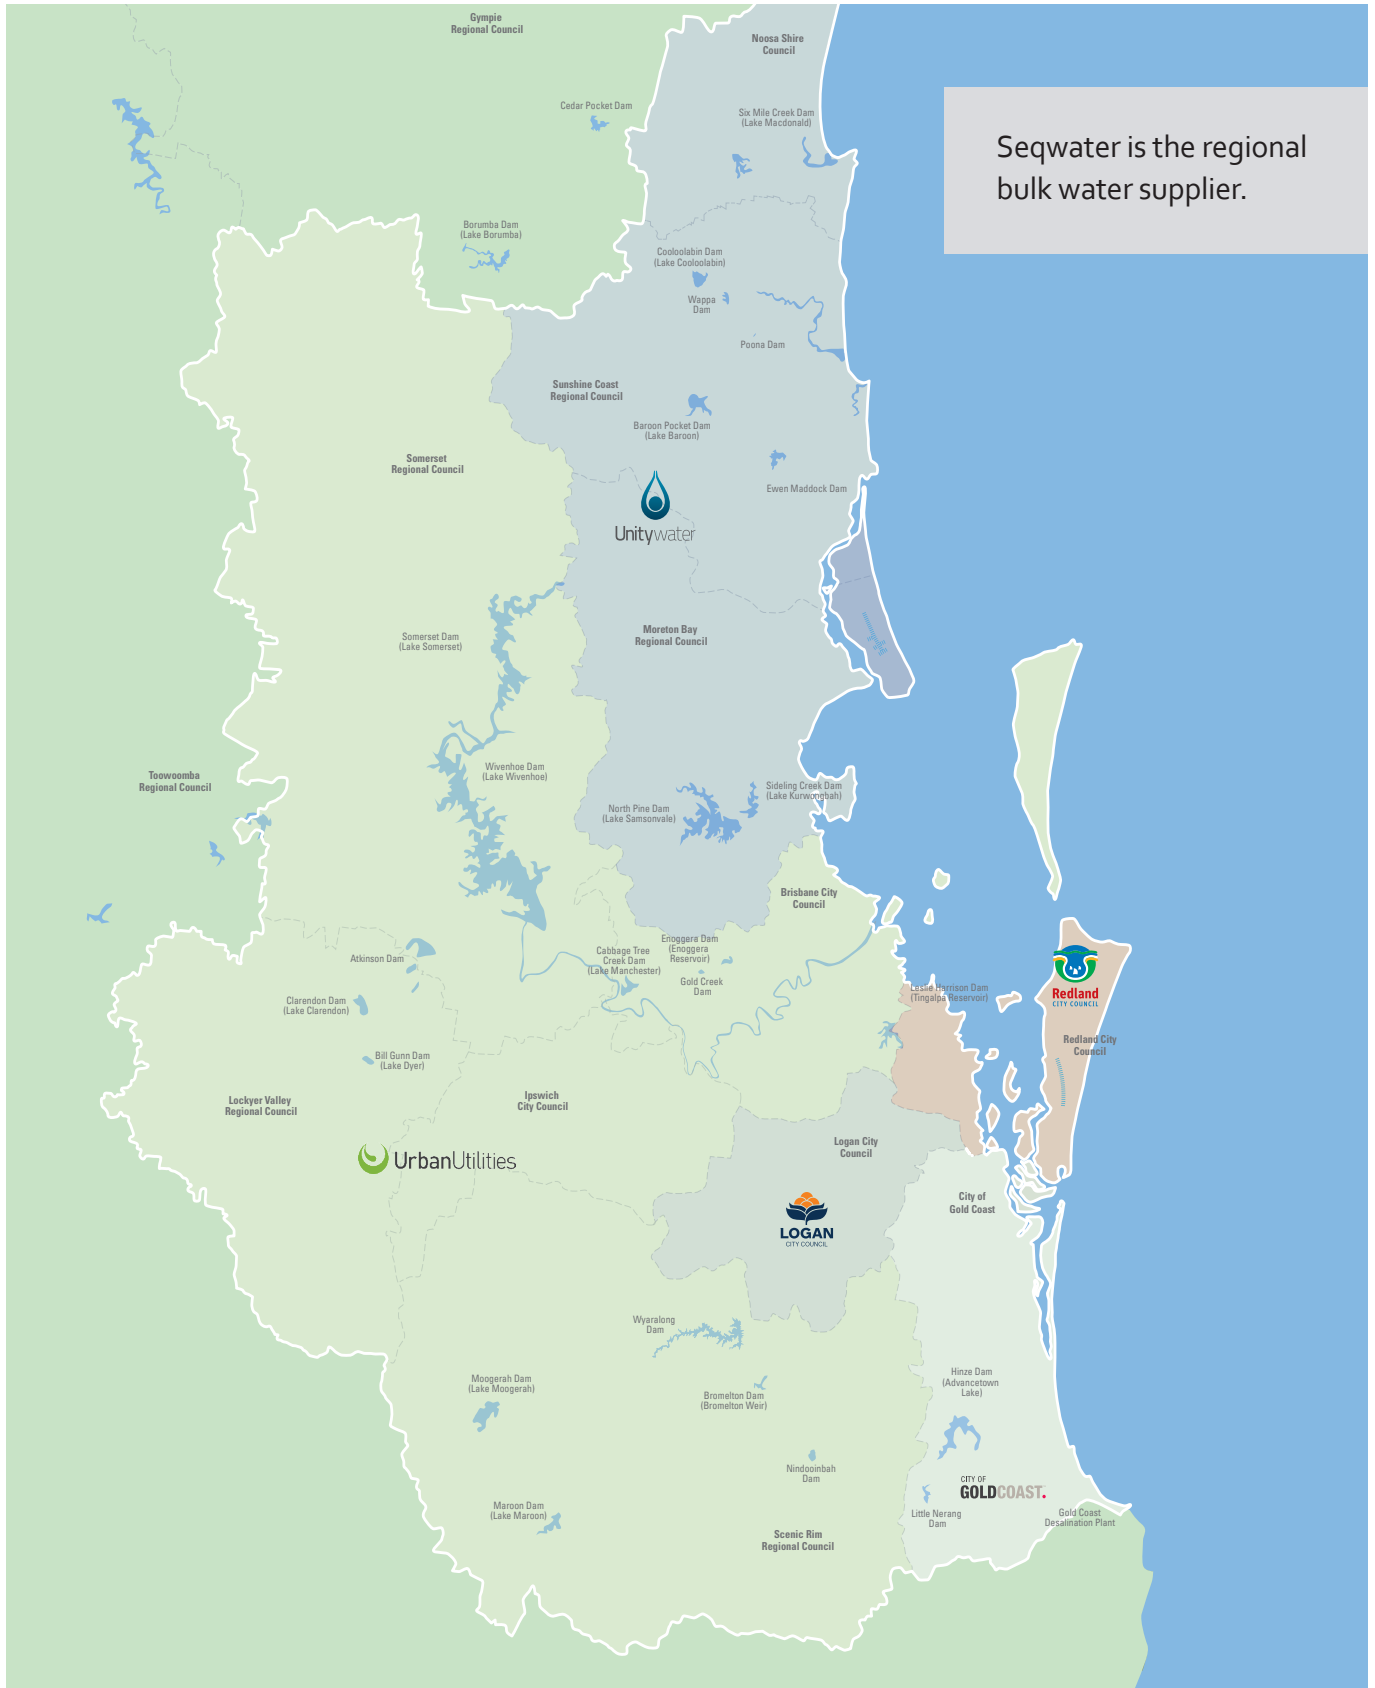 Gympie
Regional Council
Noosa Shire
Council
Cedar Pocket Dam
Six Mile Creek Dam
(Lake Macdonald)
Seqwater is the regional
bulk water supplier.
Borumba Dam
(Lake Borumba)
Cooloolabin Dam
(Lake Cooloolabin)
Wappa
Dam
Poona Dam
Sunshine Coast
Regional Council
Baroon Pocket Dam
(Lake Baroon)
Somerset
Regional Council
Ewen Maddock Dam
Unitywater
Somerset Dam
(Lake Somerset)
Moreton Bay
Regional Council
Wivenhoe Dam
(Lake Wivenhoe)
Toowoomba
Regional Council
Sideling Creek Dam
(Lake Kurwongbah)
North Pine Dam
(Lake Samsonvale)
Brisbane City
Council
Atkinson Dam
Cabbage Tree
Creek Dam
(Lake Manchester)
Enoggera Dam
(Enoggera
Reservoir)
Gold Creek
Dam
Leslie Harrison Dam
(Tingalpa Reservoir)
Redland
CITY COUNCIL
Clarendon Dam
(Lake Clarendon)
Redland City
Council
Bill Gunn Dam
(Lake Dyer)
Lockyer Valley
Regional Council
Ipswich
City Council
UrbanUtilities
Logan City
Council
LOGAN
CITY COUNCIL
City of
Gold Coast
Wyaralong
Dam
Moogerah Dam
(Lake Moogerah)
Bromelton Dam
(Bromelton Weir)
Hinze Dam
(Advancetown
Lake)
Nindooinbah
Dam
CITY OF
GOLDCOAST.
Maroon Dam
(Lake Maroon)
Little Nerang
Dam
Gold Coast
Desalination Plant
Scenic Rim
Regional Council